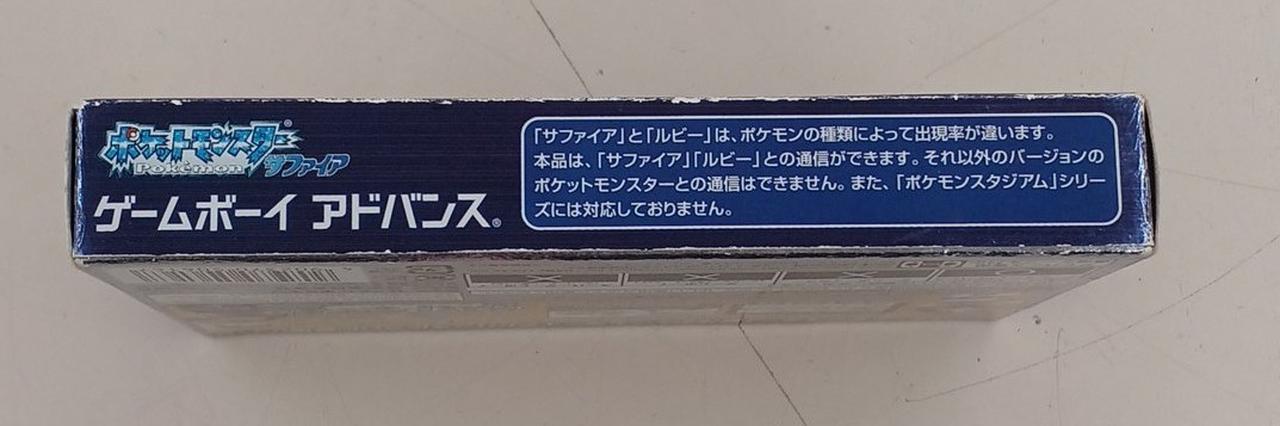 ポケットモンスター®
Pokémon
サファイア
ゲームボーイ アドバンス®
「サファイア」と「ルビー」は、ポケモンの種類によって出現率が違います。
本品は、「サファイア」「ルビー」との通信ができます。それ以外のバージョンの
ポケットモンスターとの通信はできません。また、「ポケモンスタジアム」シリー
ズには対応しておりません。